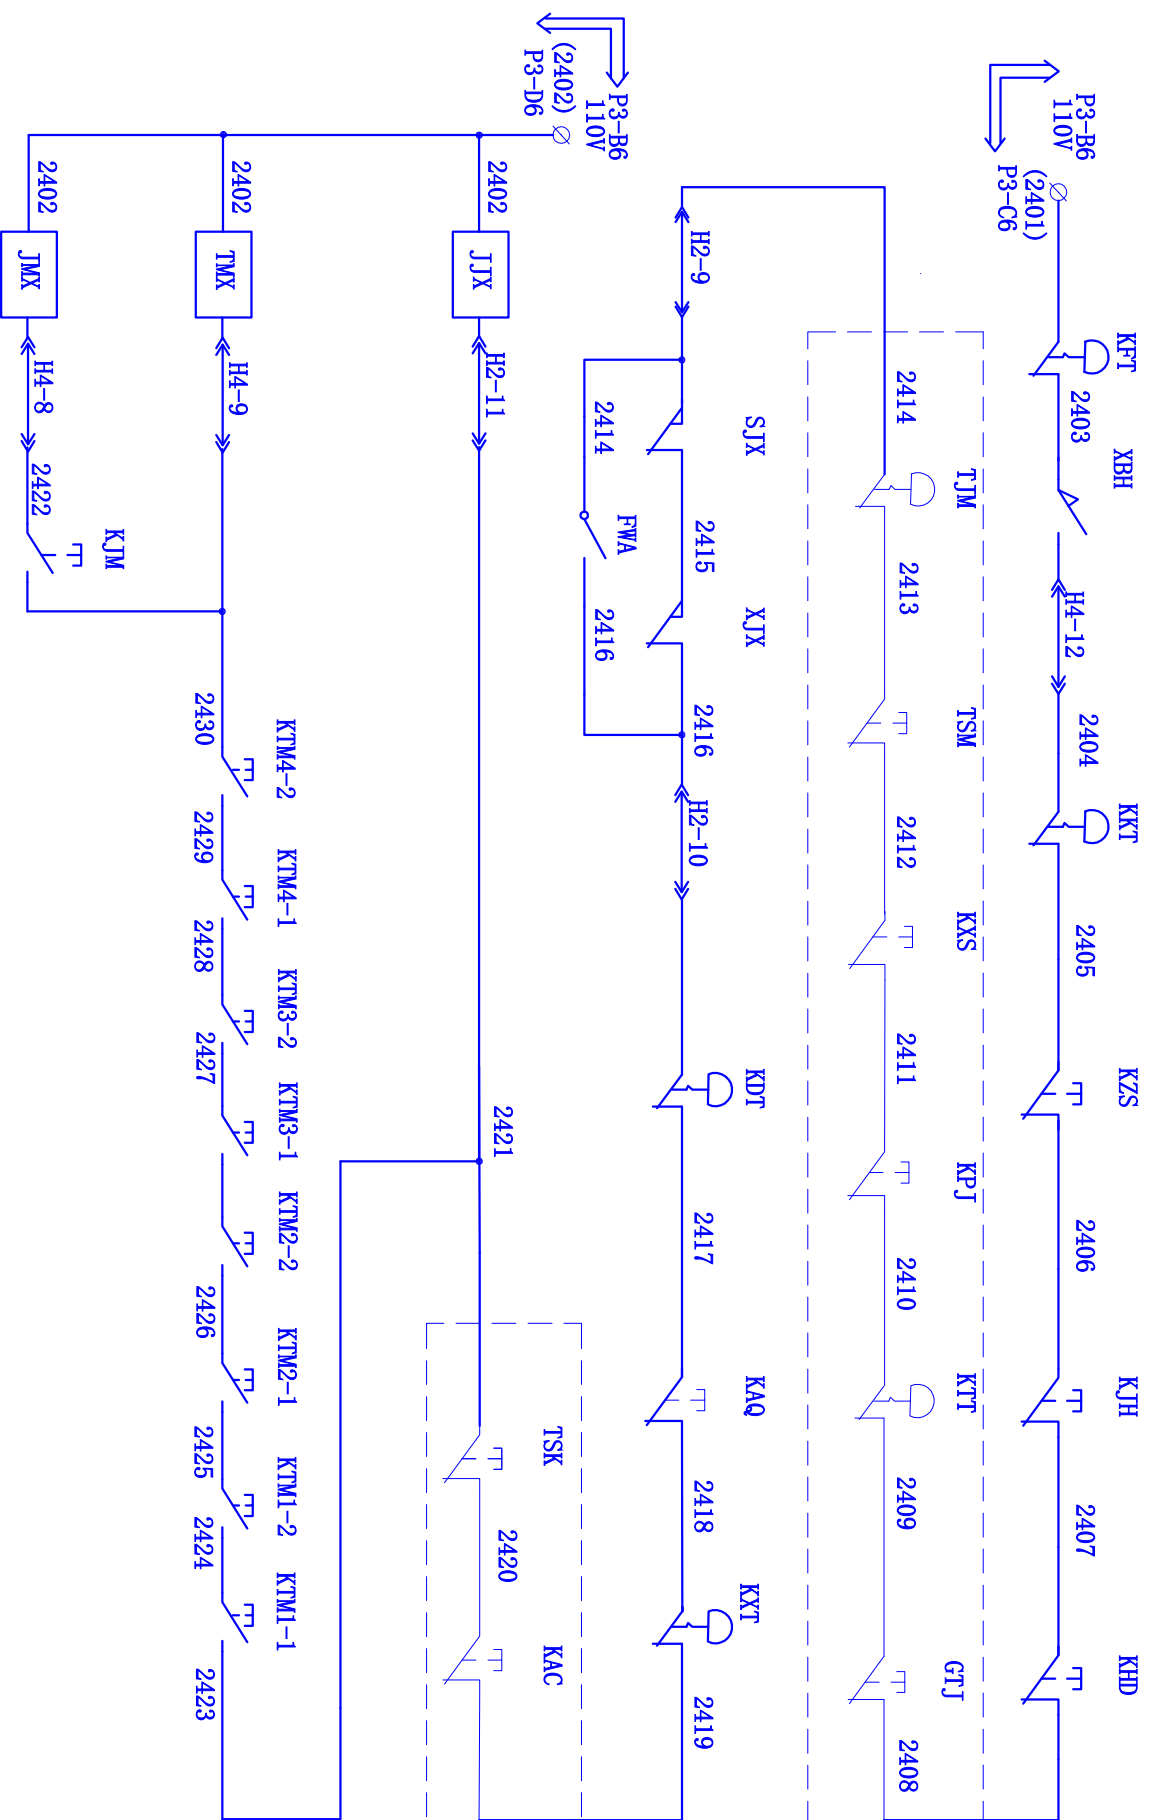 P3-B6
110V
(2401)
P3-C6
KFT
2403
XBH
H4-12
2404
KKT
2405
KZS
2406
KJH
2407
KHD
2414
TJM
2413
TSM
2412
KXS
2411
KPJ
2410
KTT
2409
GTJ
2408
H2-9
SJX
2415
XJX
2416
2414
FWA
2416
H2-10
KDT
2417
KAQ
2418
KXT
2419
P3-B6
110V
(2402)
P3-D6
2402
JJX
H2-11
2421
TSK
2420
KAC
2402
TMX
H4-9
2430
KTM4-2
2429
KTM4-1
2428
KTM3-2
2427
KTM3-1
KTM2-2
2426
KTM2-1
2425
KTM1-2
2424
KTM1-1
2423
2402
JMX
H4-8
2422
KJM